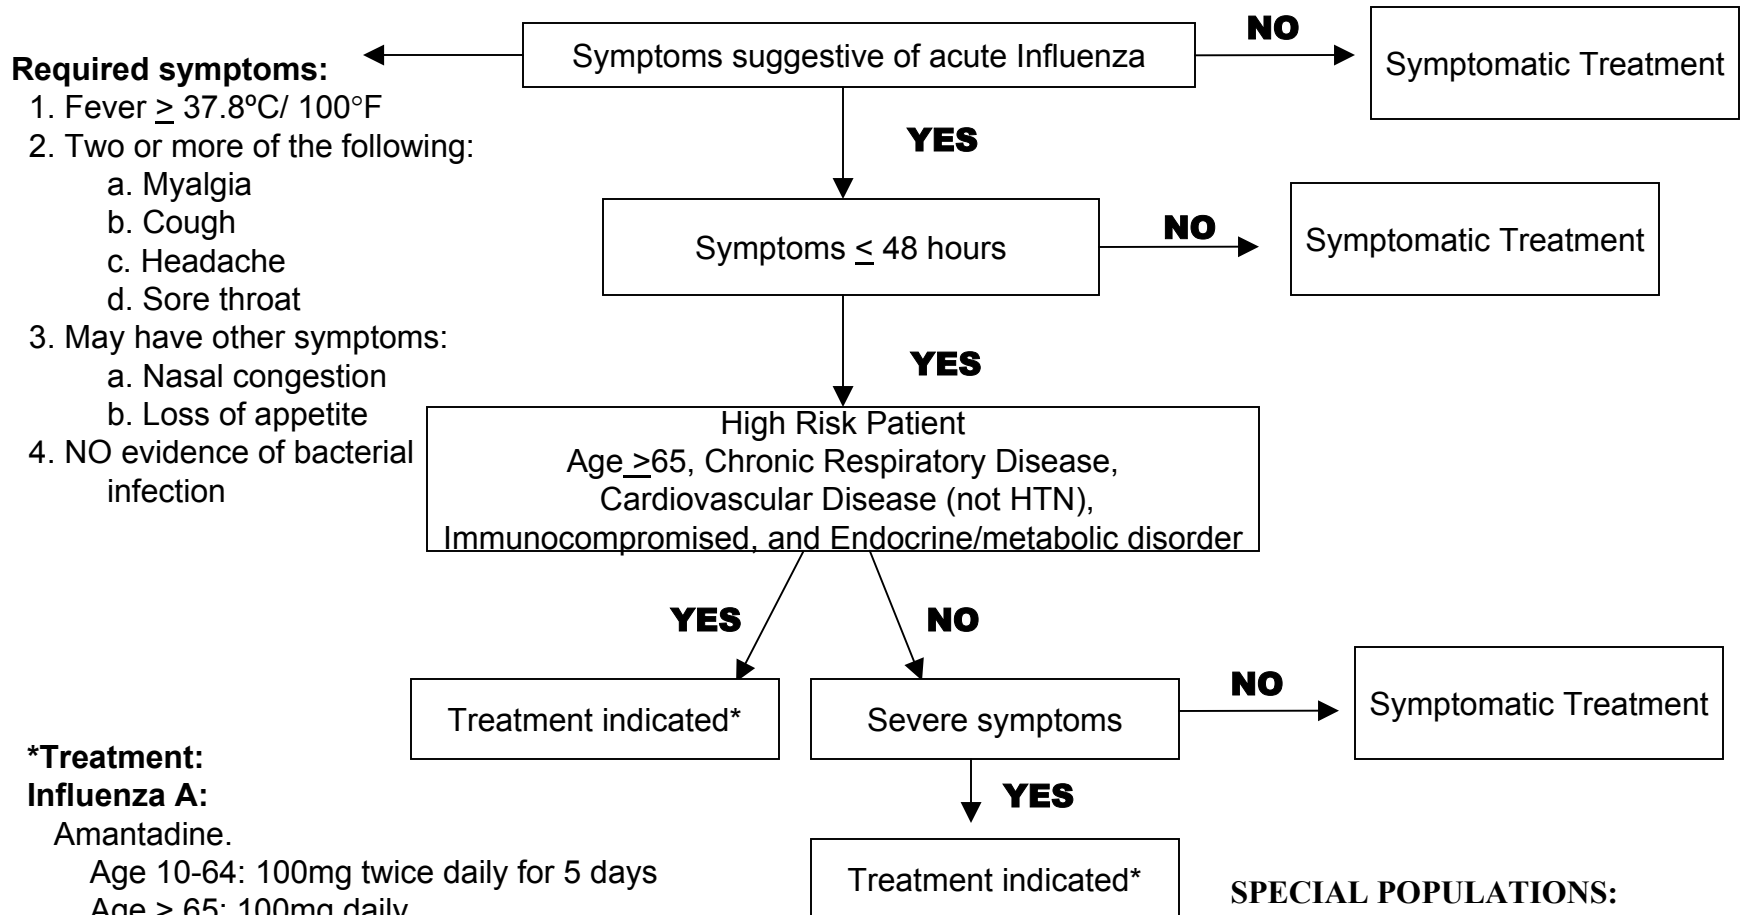 Symptoms suggestive of acute Influenza
NO
Symptomatic Treatment
Required symptoms:
1. Fever ≥ 37.8ºC/ 100°F
2. Two or more of the following:
a. Myalgia
b. Cough
c. Headache
d. Sore throat
3. May have other symptoms:
a. Nasal congestion
b. Loss of appetite
4. NO evidence of bacterial
infection
YES
Symptoms ≤ 48 hours
NO
Symptomatic Treatment
YES
High Risk Patient
Age ≥65, Chronic Respiratory Disease,
Cardiovascular Disease (not HTN),
Immunocompromised, and Endocrine/metabolic disorder
YES
NO
Treatment indicated*
Severe symptoms
NO
Symptomatic Treatment
YES
Treatment indicated*
*Treatment:
Influenza A:
Amantadine.
Age 10-64: 100mg twice daily for 5 days
Age ≥ 65: 100mg daily
SPECIAL POPULATIONS: